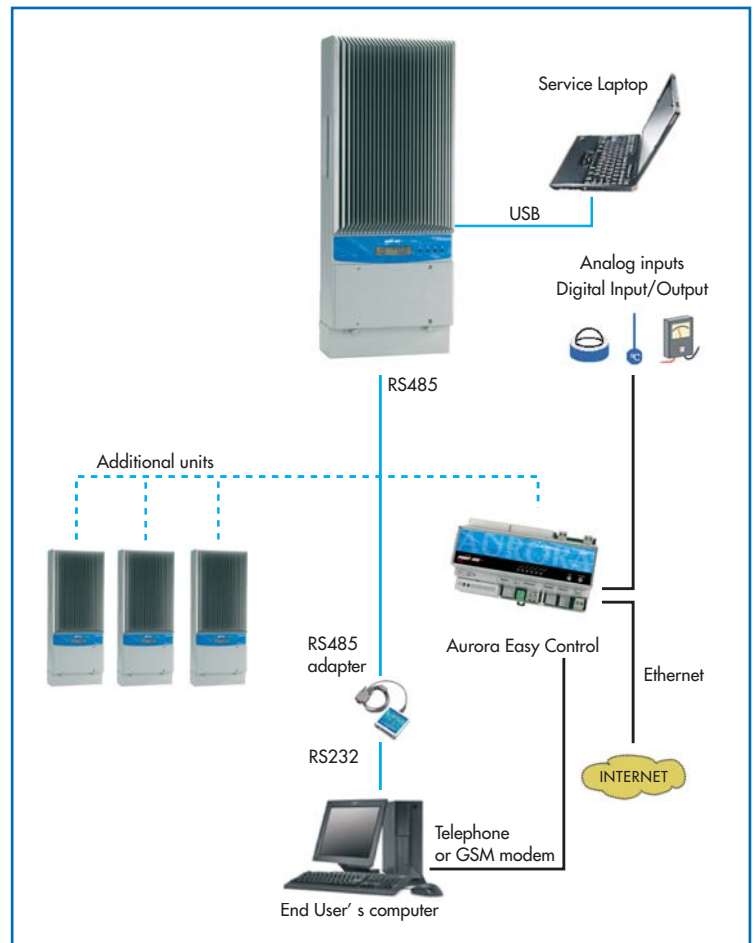 Service Laptop
USB
Analog inputs
Digital Input/Output
°C
RS485
Additional units
AURORA
RS485
adapter
Aurora Easy Control
Ethernet
RS232
INTERNET
Telephone
or GSM modem
End User' s computer